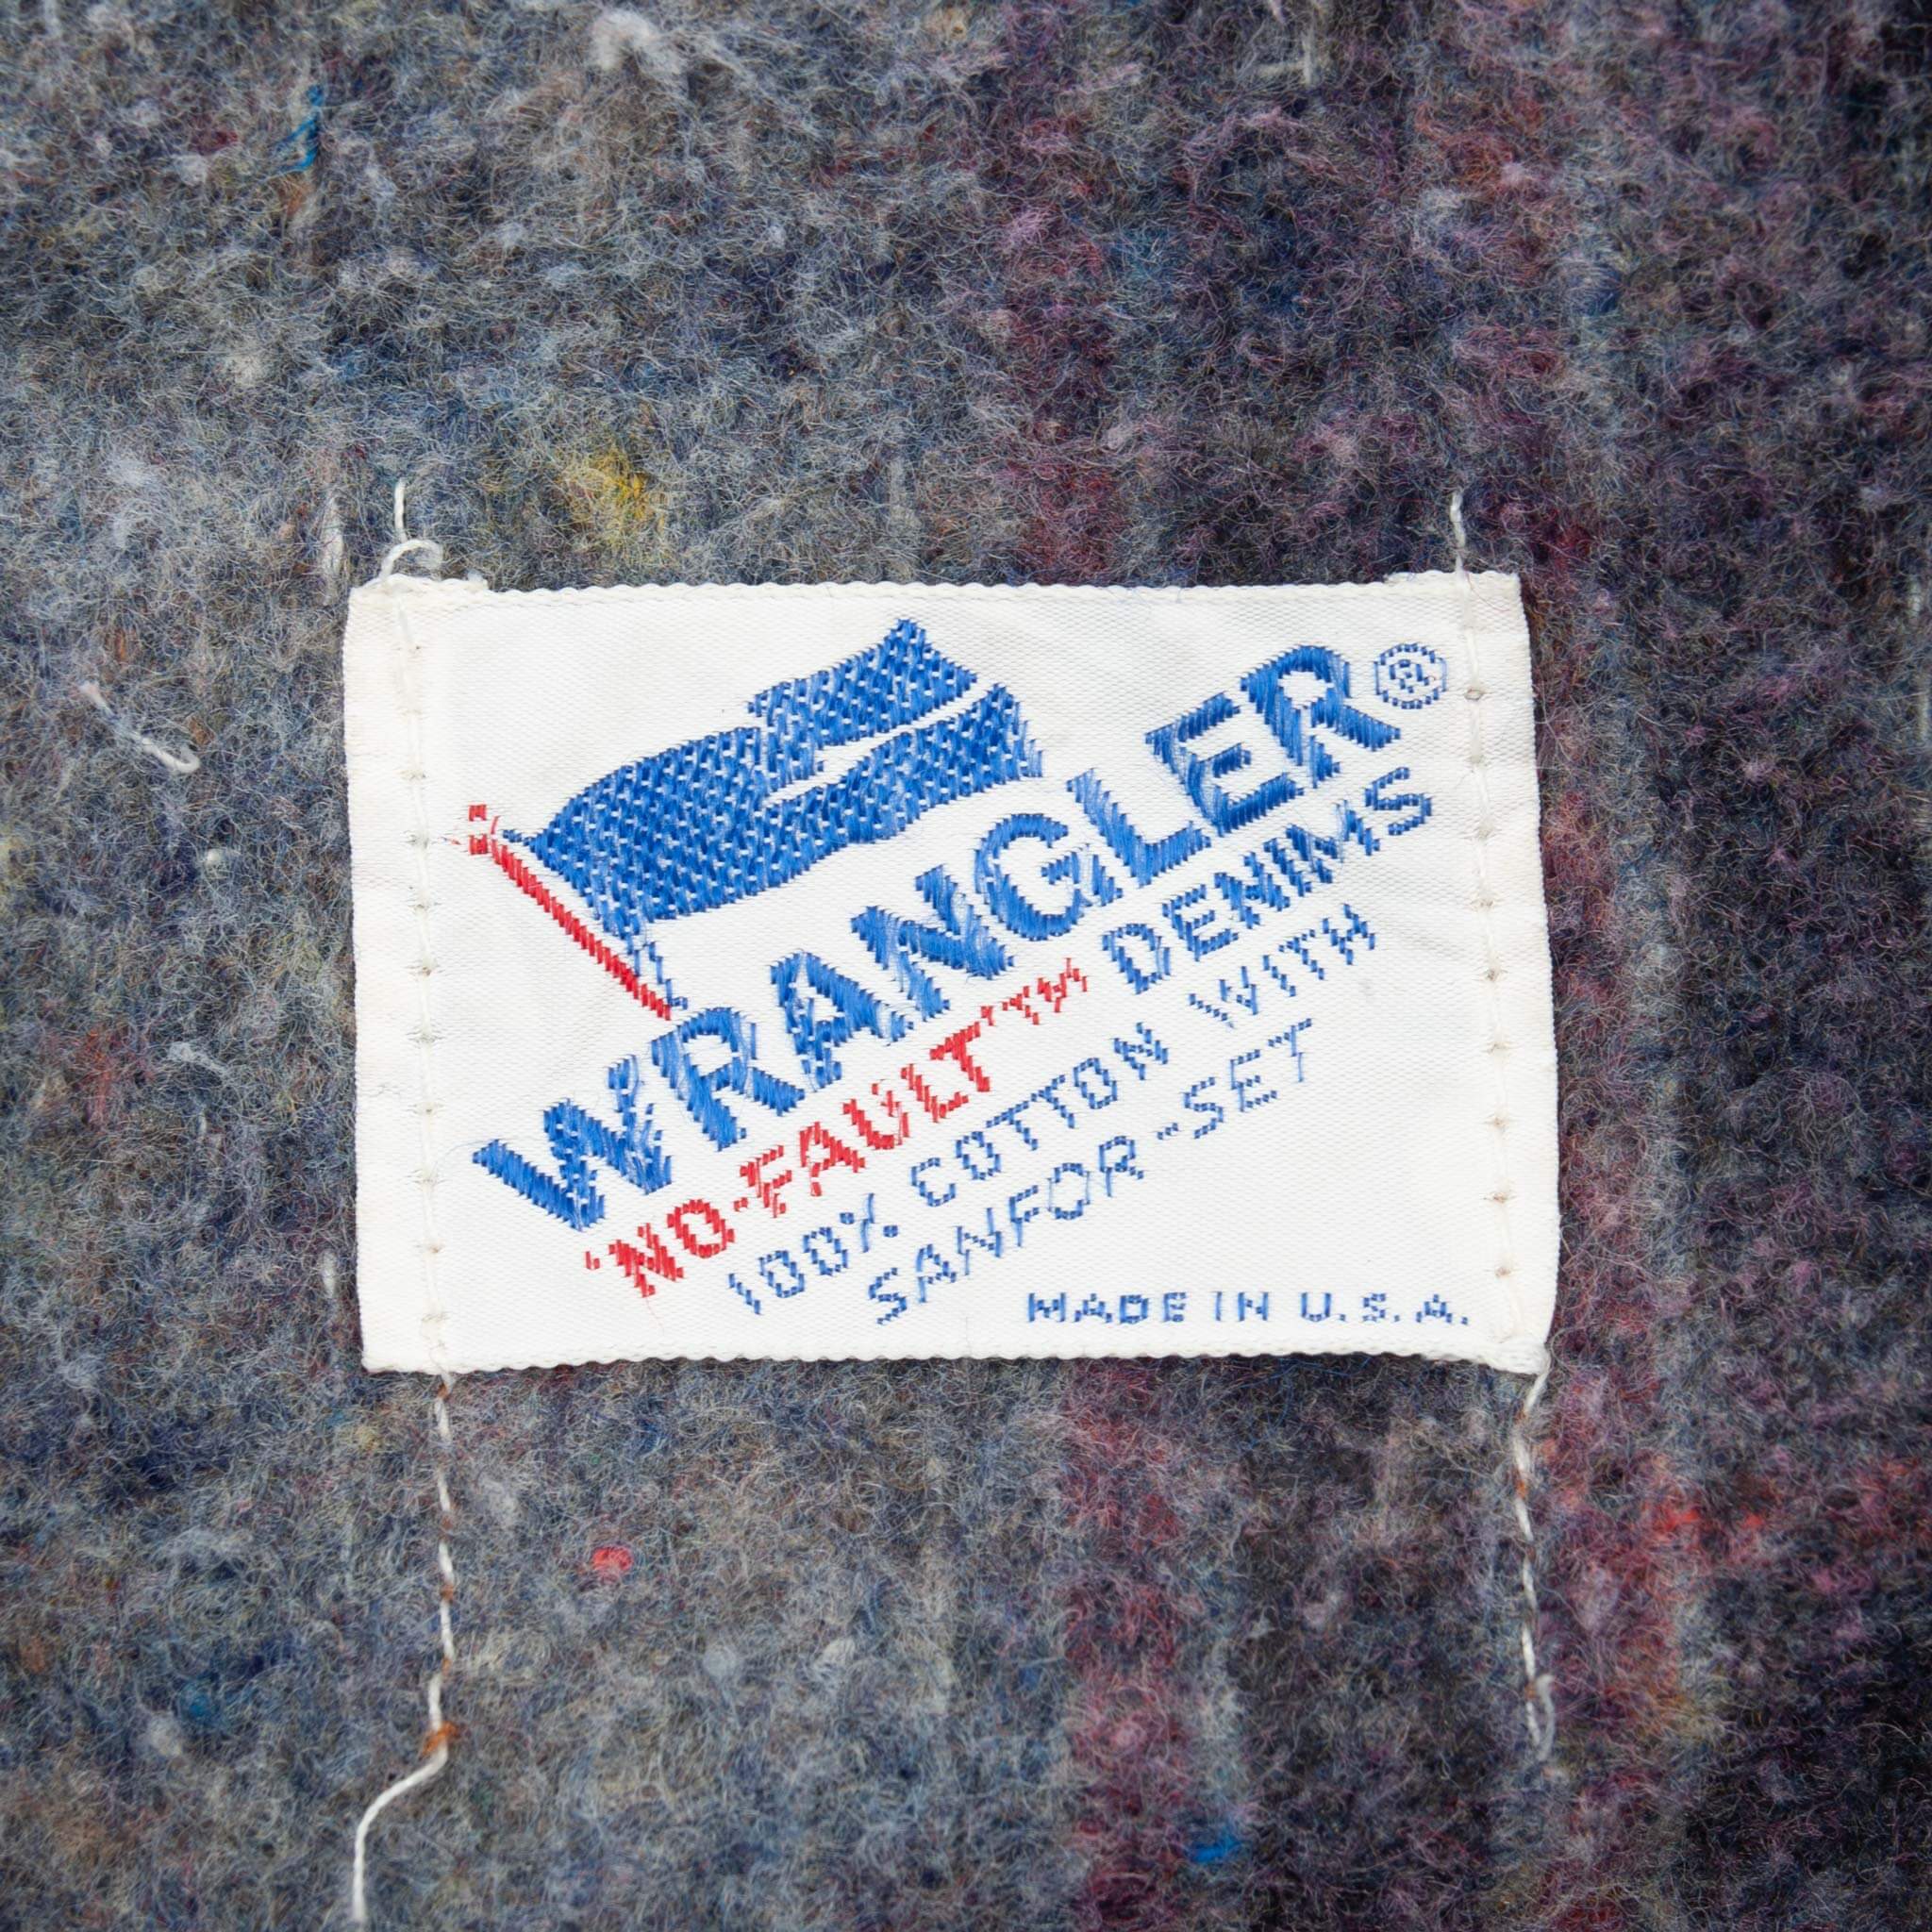 WRANGLER®
'NO-FAULT'™ DENIMS
100% COTTON WITH
SANFOR-SET
MADE IN U.S.A.